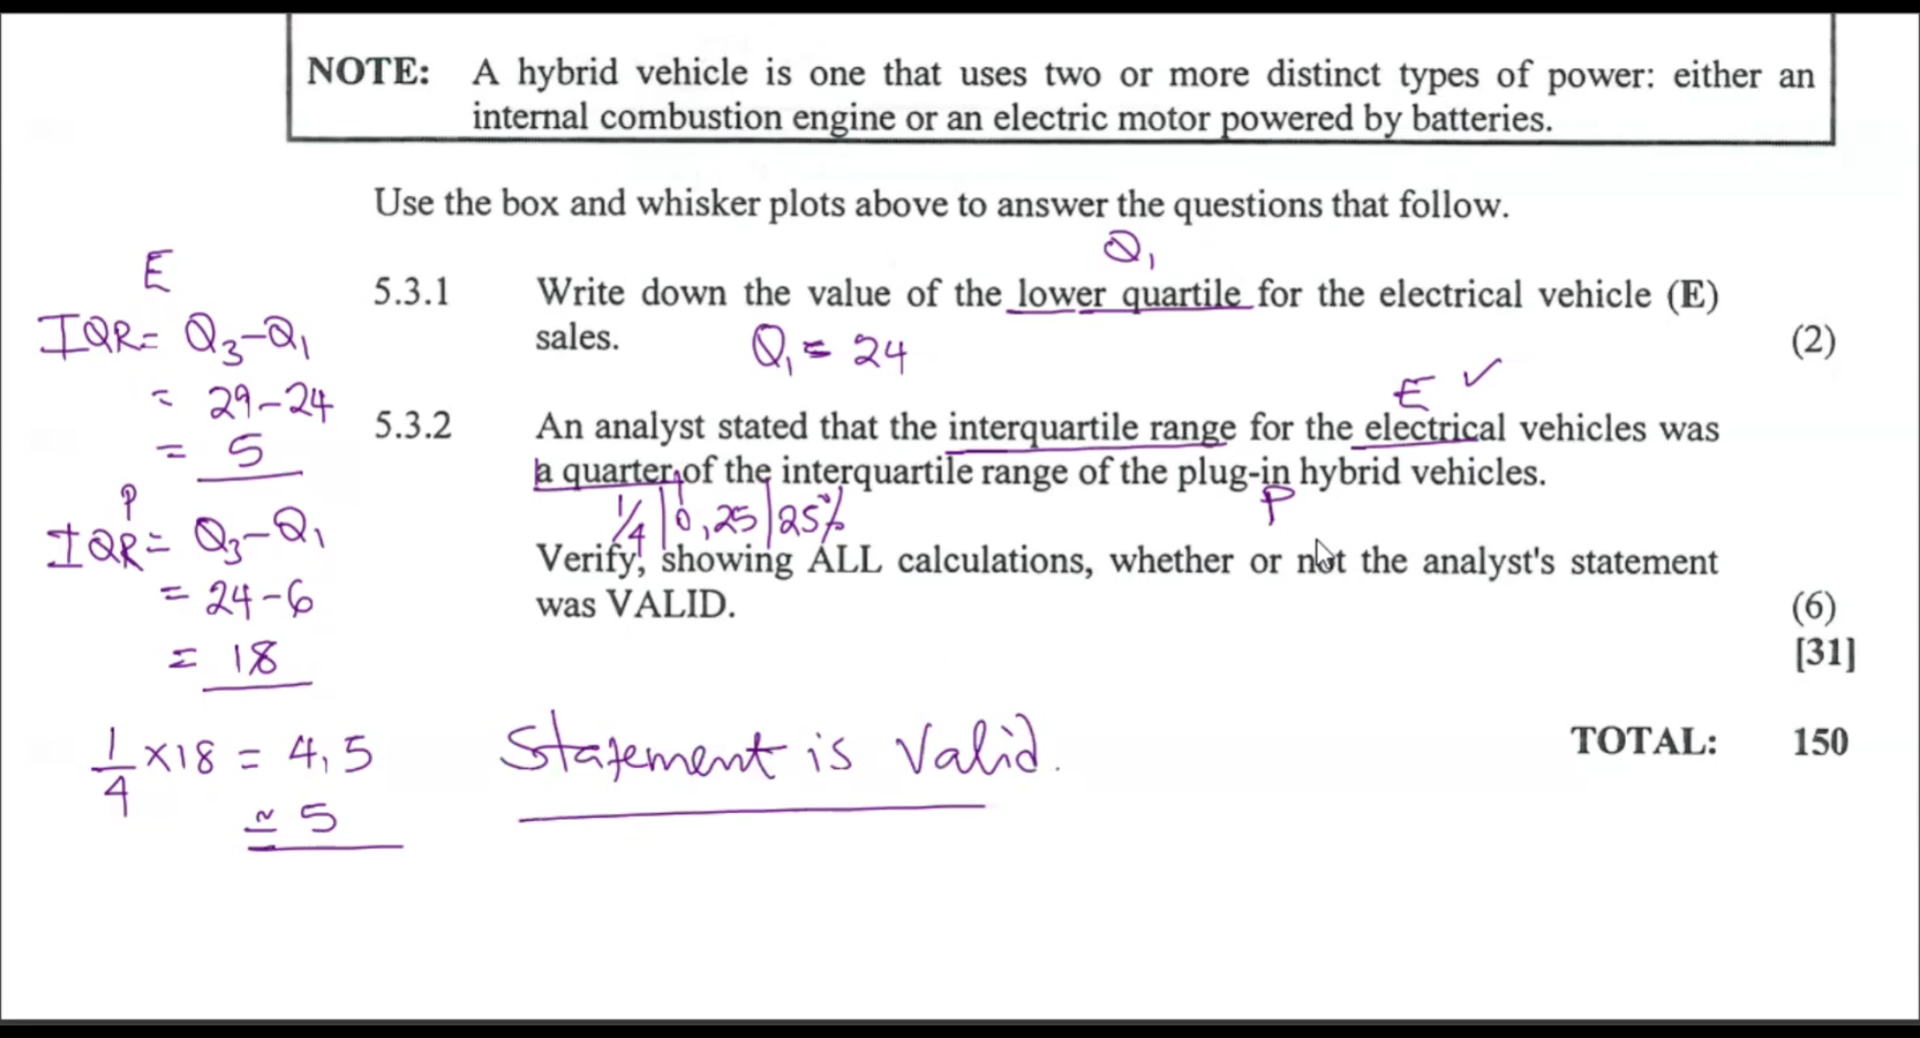 NOTE: A hybrid vehicle is one that uses two or more distinct types of power: either an
internal combustion engine or an electric motor powered by batteries.
Use the box and whisker plots above to answer the questions that follow.
Q₁
5.3.1 Write down the value of the lower quartile for the electrical vehicle (E)
sales. (2)
Q₁ = 24
E ✓
5.3.2 An analyst stated that the interquartile range for the electrical vehicles was
a quarter of the interquartile range of the plug-in hybrid vehicles.
1/4 | 0,25 | 25%
P
Verify, showing ALL calculations, whether or not the analyst's statement
was VALID. (6)
[31]
TOTAL: 150
E
IQR = Q₃-Q₁
= 29-24
= 5
P
IQR = Q₃-Q₁
= 24-6
= 18
1/4 x18 = 4,5
≃ 5
Statement is Valid.